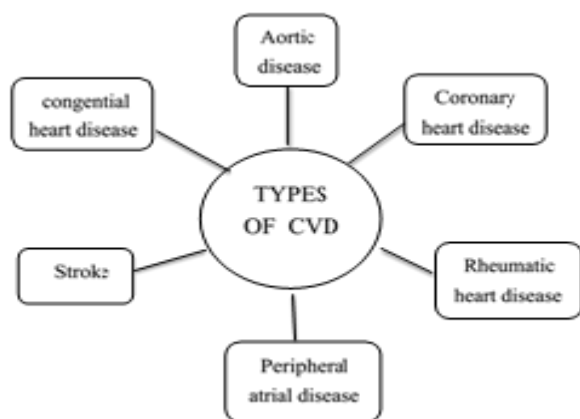 Aortic
disease
congential
heart disease
Coronary
heart disease
TYPES
OF CVD
Stroke
Rheumatic
heart disease
Peripheral
atrial disease